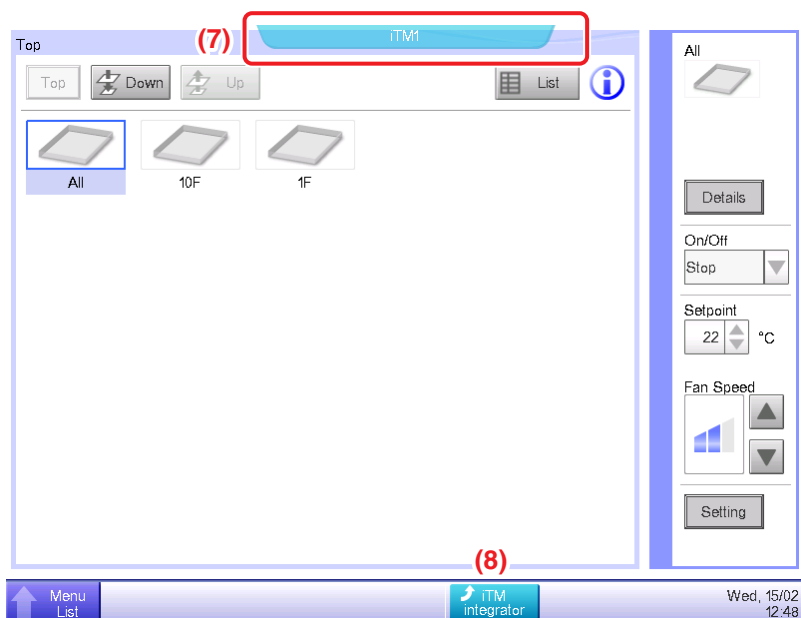 (7)
iTM1
Top
Top
Down
Up
List
All
10F
1F
All
Details
On/Off
Stop
Setpoint
22
°C
Fan Speed
Setting
(8)
Menu
List
iTM
integrator
Wed, 15/02
12:48